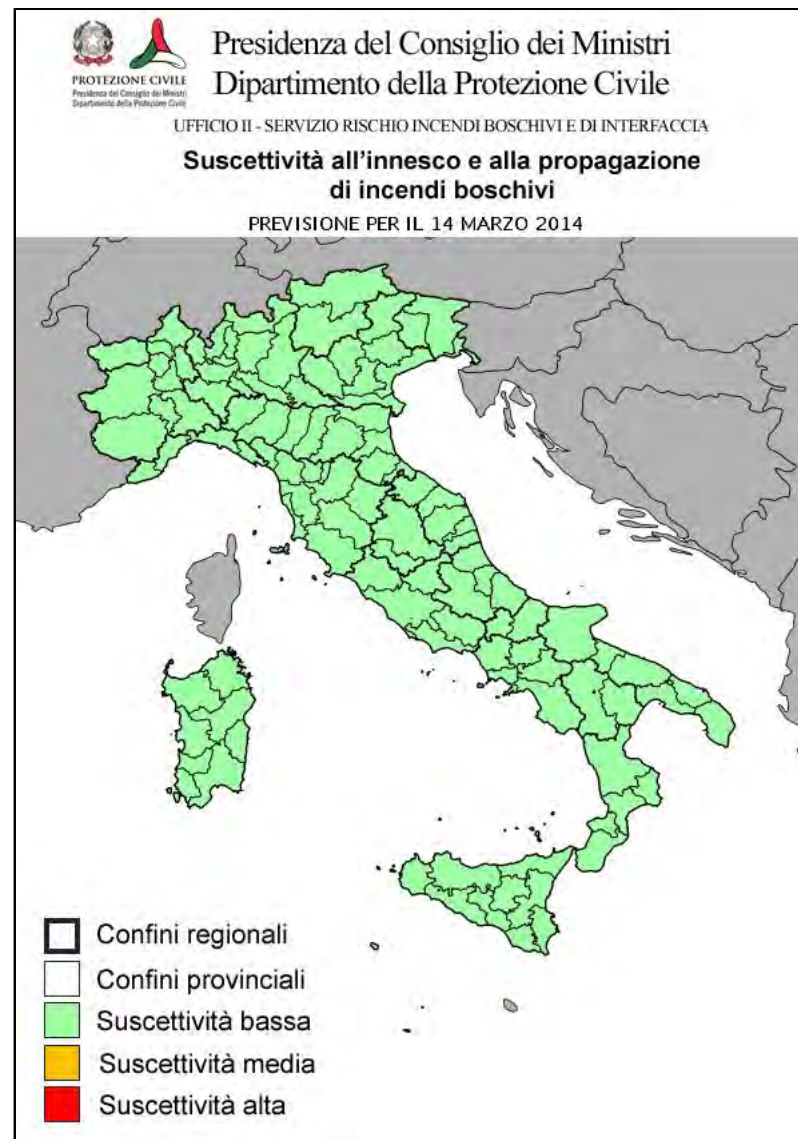 PROTEZIONE CIVILE
Presidenza del Consiglio dei Ministri
Dipartimento della Protezione Civile
Presidenza del Consiglio dei Ministri
Dipartimento della Protezione Civile
UFFICIO II - SERVIZIO RISCHIO INCENDI BOSCHIVI E DI INTERFACCIA
Suscettività all'innesco e alla propagazione
di incendi boschivi
PREVISIONE PER IL 14 MARZO 2014
Confini regionali
Confini provinciali
Suscettività bassa
Suscettività media
Suscettività alta